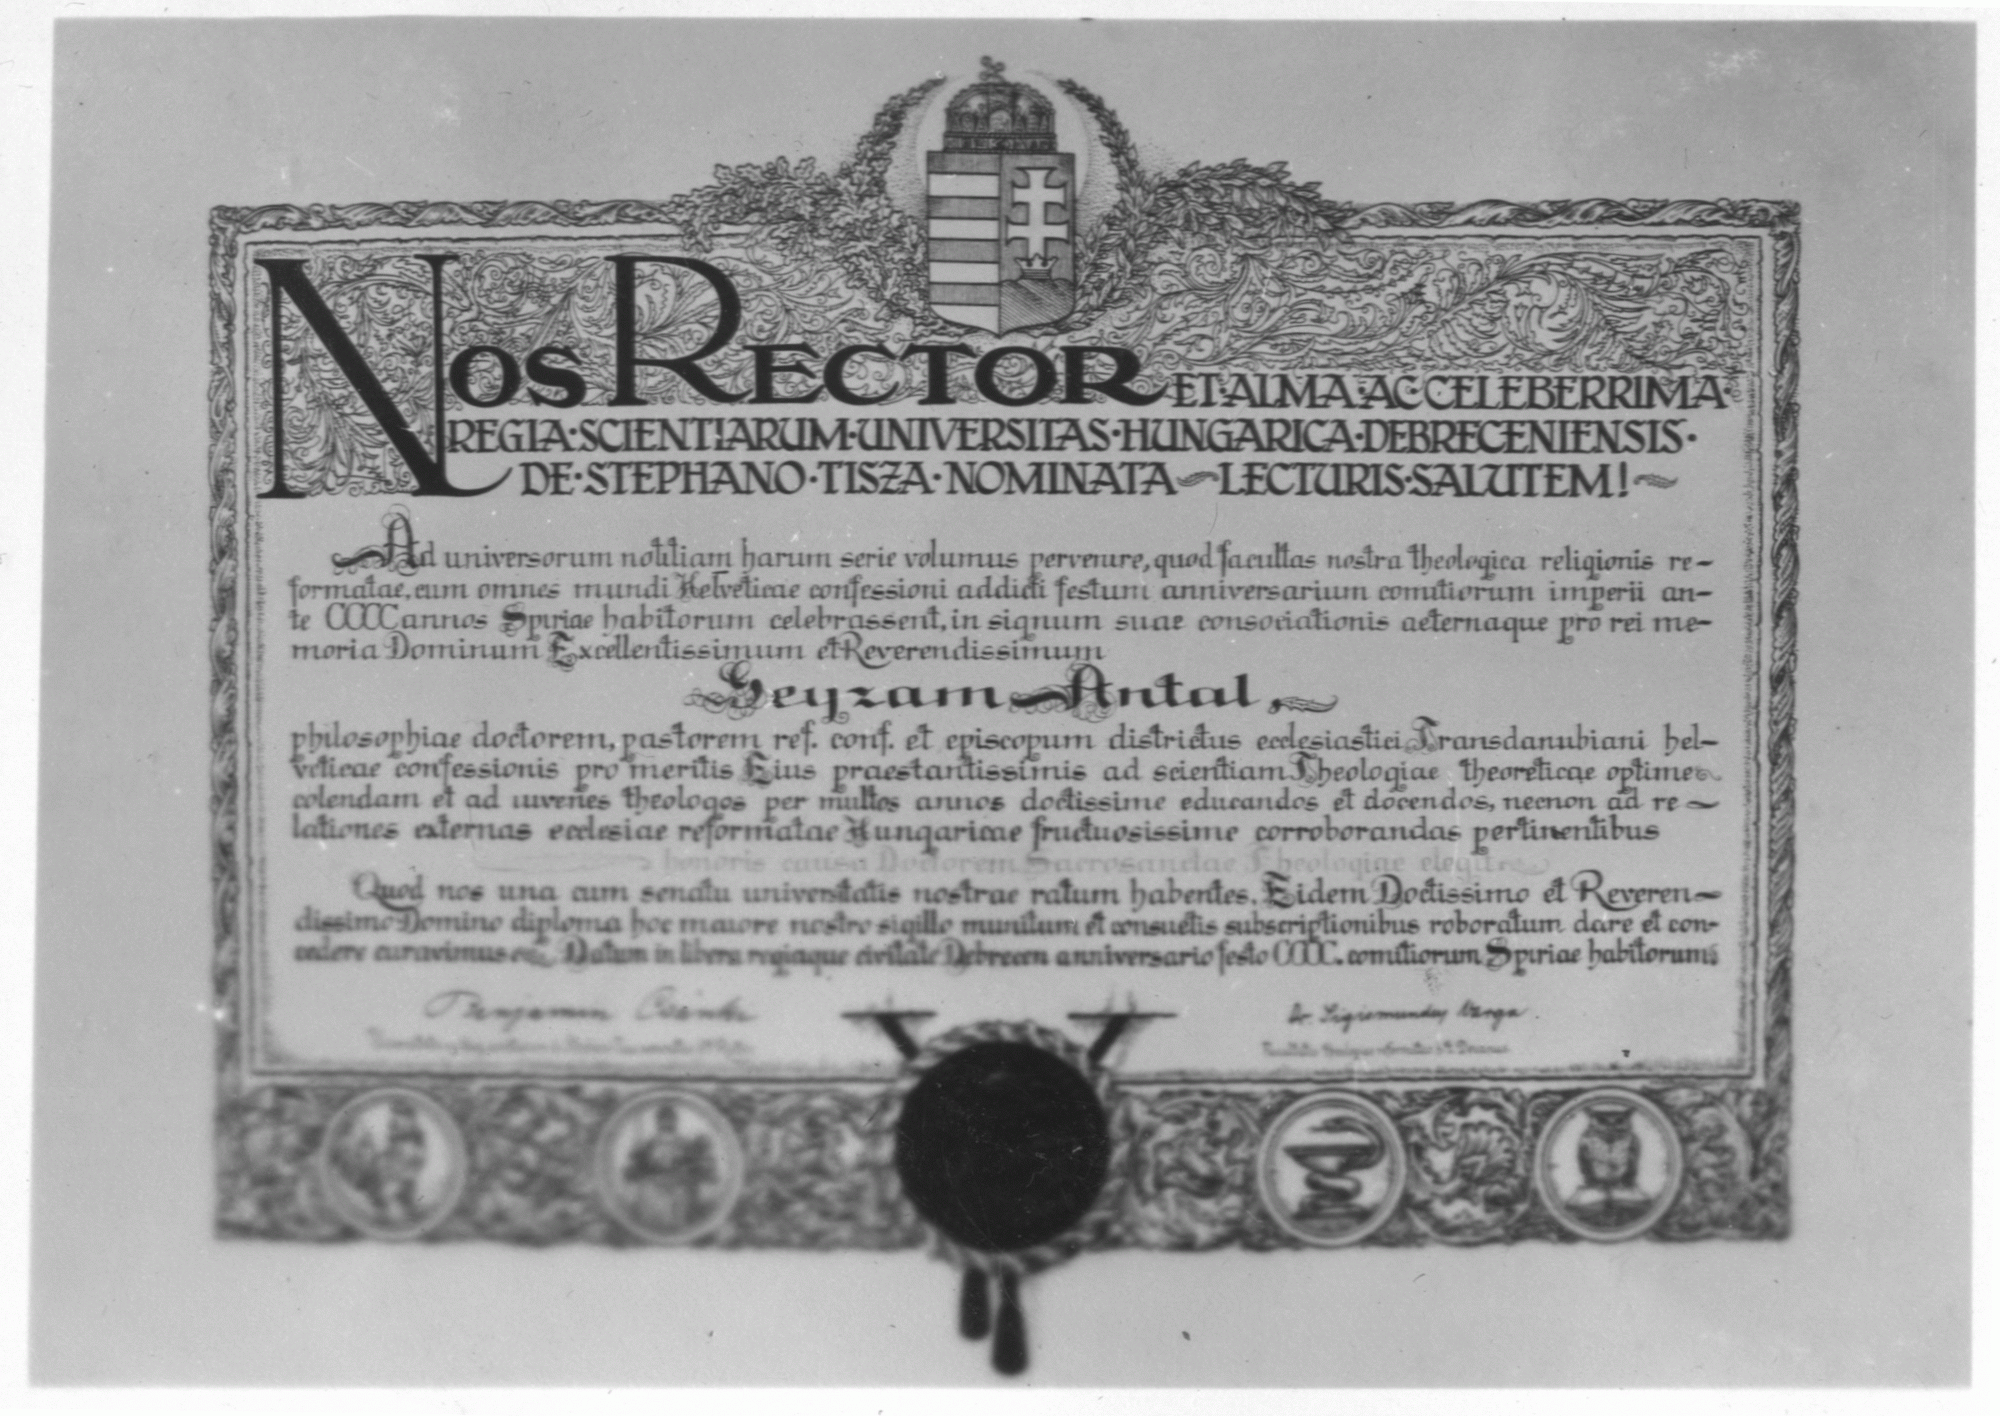 NOS RECTOR ET·ALMA·AC·CELEBERRIMA·
REGIA·SCIENTIARUM·UNIVERSITAS·HUNGARICA·DEBRECENIENSIS·
DE·STEPHANO·TISZA·NOMINATA LECTURIS·SALUTEM!
Ad universorum notitiam harum serie volumus pervenire, quod facultas nostra theologica religionis re-
formatae, cum omnes mundi Helveticae confessioni addicti festum anniversarium comitiorum imperii an-
te CCCC annos Spiriae habitorum celebrassent, in signum suae consociationis aeternaque pro rei me-
moria Dominum Excellentissimum et Reverendissimum
Antal,
philosophiae doctorem, pastorem ref. conf. et episcopum districtus ecclesiastici Transdanubiani hel-
veticae confessionis pro meritis Eius praestantissimis ad scientiam Theologiae theoreticae optime
colendam et ad iuvenes theologos per multos annos doctissime educandos et docendos, necnon ad re-
lationes externas ecclesiae reformatae Hungaricae fructuosissime corroborandas pertinentibus
honoris causa Doctorem Sacrosanctae Theologiae elegit
Quod nos una cum senatu universitatis nostrae ratum habentes, Eidem Doctissimo et Reveren-
dissimo Domino diploma hoc maiore nostro sigillo munitum et consuetis subscriptionibus roboratum dare et con-
cedere curavimus Datum in libera regiaque civitate Debrecen anniversario festo CCCC. comitiorum Spiriae habitorum
Benjamin Csánki
Dr Sigismundus Varga